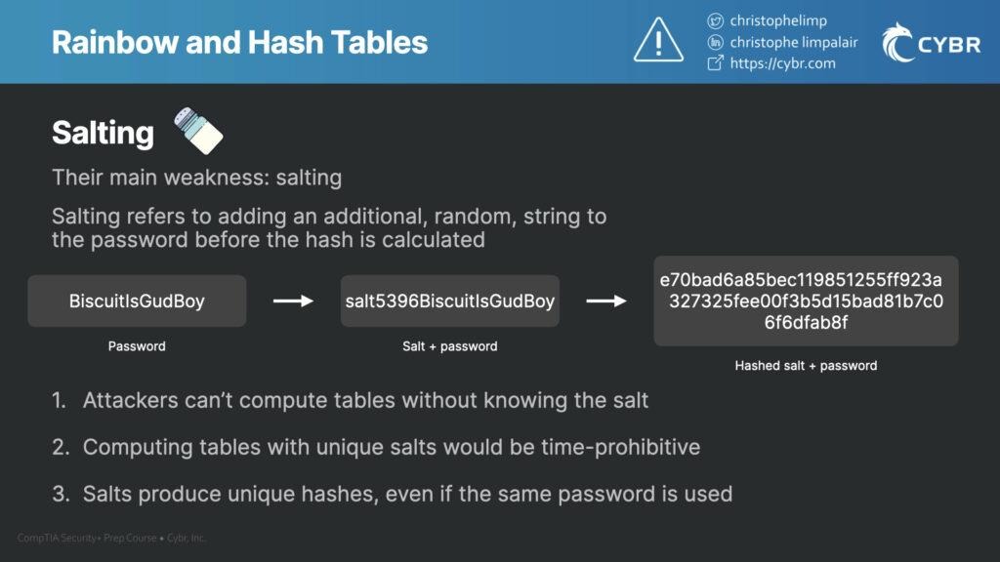 Rainbow and Hash Tables
christophelimp
christophe limpalair
https://cybr.com
CYBR
Salting
Their main weakness: salting
Salting refers to adding an additional, random, string to
the password before the hash is calculated
BiscuitIsGudBoy
Password
salt5396BiscuitIsGudBoy
Salt + password
e70bad6a85bec119851255ff923a
327325fee00f3b5d15bad81b7c0
6f6dfab8f
Hashed salt + password
1. Attackers can’t compute tables without knowing the salt
2. Computing tables with unique salts would be time-prohibitive
3. Salts produce unique hashes, even if the same password is used
CompTIA Security+ Prep Course • Cybr, Inc.